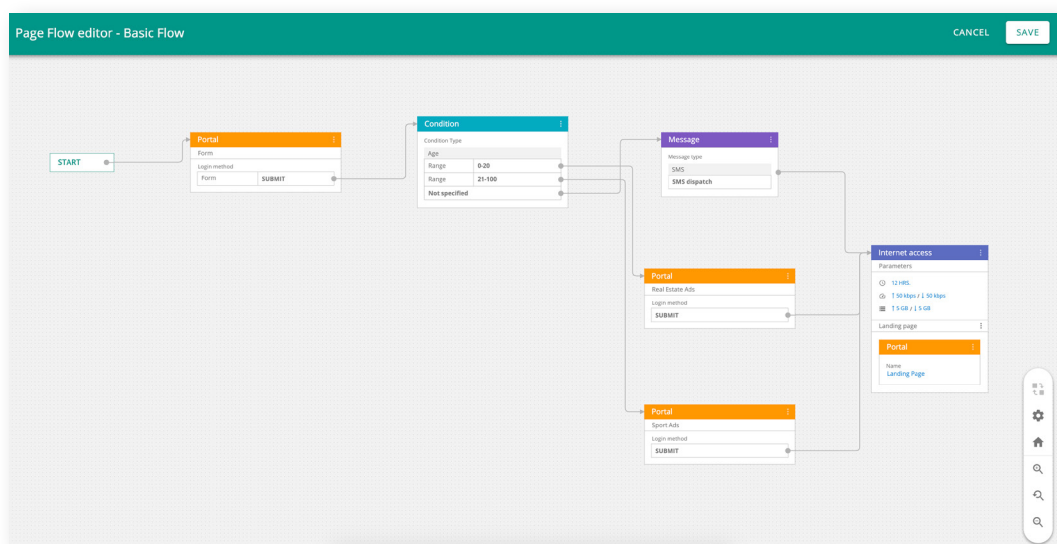 Page Flow editor - Basic Flow
CANCEL
SAVE
START
Portal
Form
Login method
Form SUBMIT
Condition
Condition Type
Age
Range 0-20
Range 21-100
Not specified
Message
Message type
SMS
SMS dispatch
Portal
Real Estate Ads
Login method
SUBMIT
Portal
Sport Ads
Login method
SUBMIT
Internet access
Parameters
12 HRS.
↑ 50 kbps / ↓ 50 kbps
↑ 5 GB / ↓ 5 GB
Landing page
Portal
Name
Landing Page